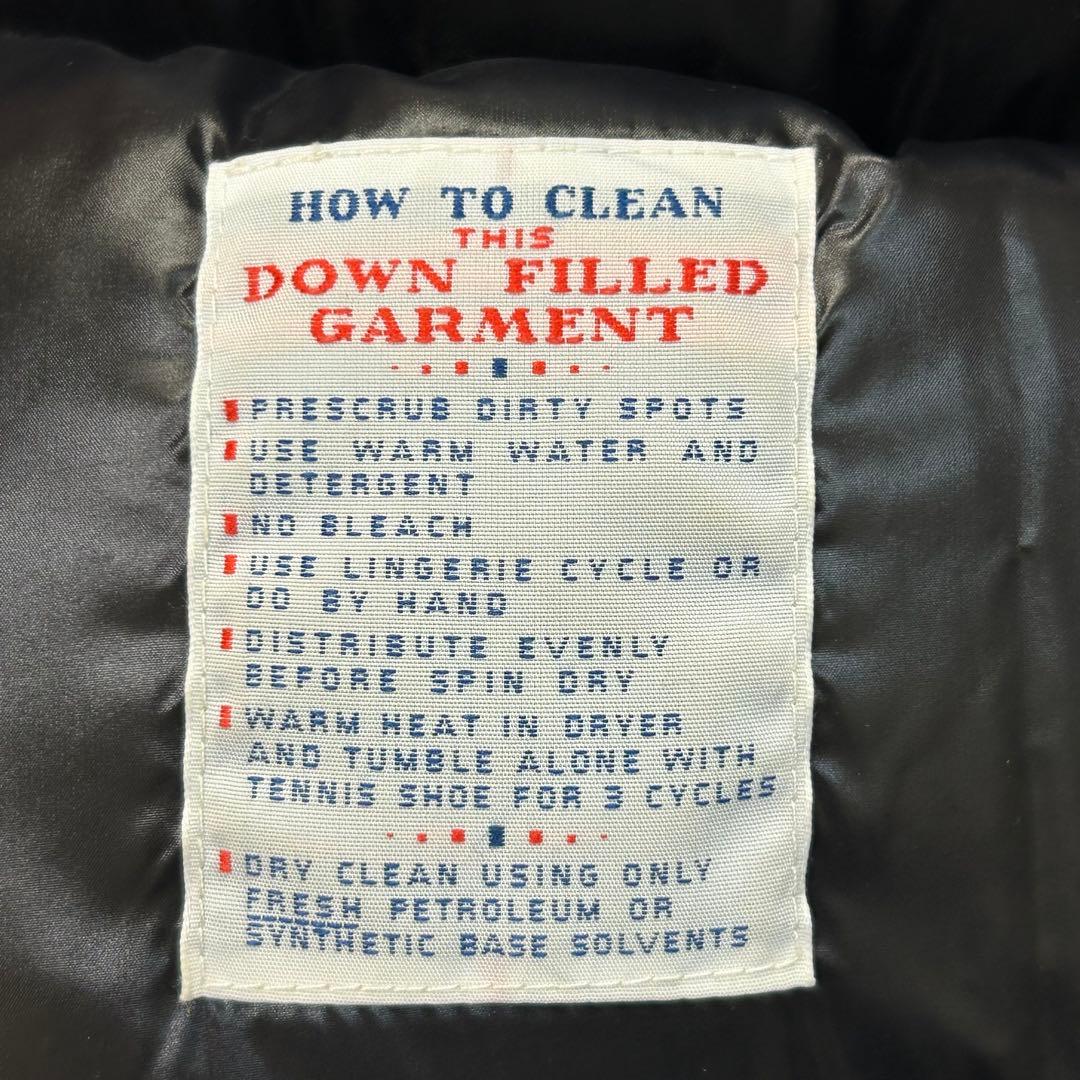 HOW TO CLEAN
THIS
DOWN FILLED
GARMENT
PRESCRUB DIRTY SPOTS
USE WARM WATER AND
DETERGENT
NO BLEACH
USE LINGERIE CYCLE OR
DO BY HAND
DISTRIBUTE EVENLY
BEFORE SPIN DRY
WARM HEAT IN DRYER
AND TUMBLE ALONE WITH
TENNIS SHOE FOR 3 CYCLES
DRY CLEAN USING ONLY
FRESH PETROLEUM OR
SYNTHETIC BASE SOLVENTS